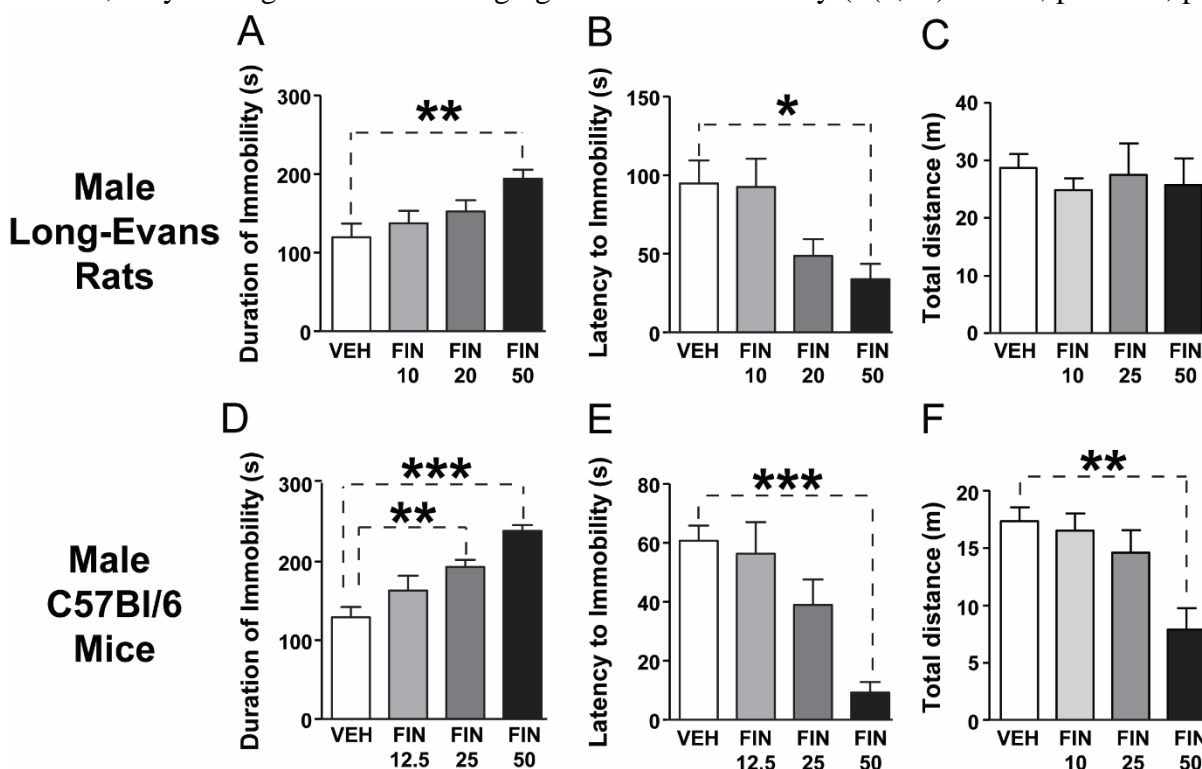 A
B
C
Male
Long-Evans
Rats
Duration of Immobility (s)
300
200
100
0
**
VEH FIN FIN FIN
10 20 50
Latency to Immobility (s)
150
100
50
0
*
VEH FIN FIN FIN
10 20 50
Total distance (m)
40
30
20
10
0
VEH FIN FIN FIN
10 25 50
D
E
F
Male
C57Bl/6
Mice
Duration of Immobility (s)
300
200
100
0
***
**
VEH FIN FIN FIN
12.5 25 50
Latency to Immobility (s)
80
60
40
20
0
***
VEH FIN FIN FIN
12.5 25 50
Total distance (m)
20
15
10
5
0
**
VEH FIN FIN FIN
10 25 50